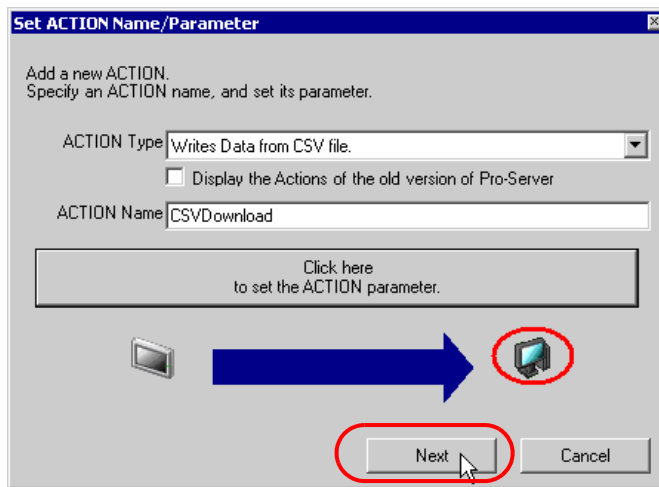 Set ACTION Name/Parameter
Add a new ACTION.
Specify an ACTION name, and set its parameter.
ACTION Type Writes Data from CSV file.
Display the Actions of the old version of Pro-Server
ACTION Name CSVDownload
Click here
to set the ACTION parameter.
Next Cancel